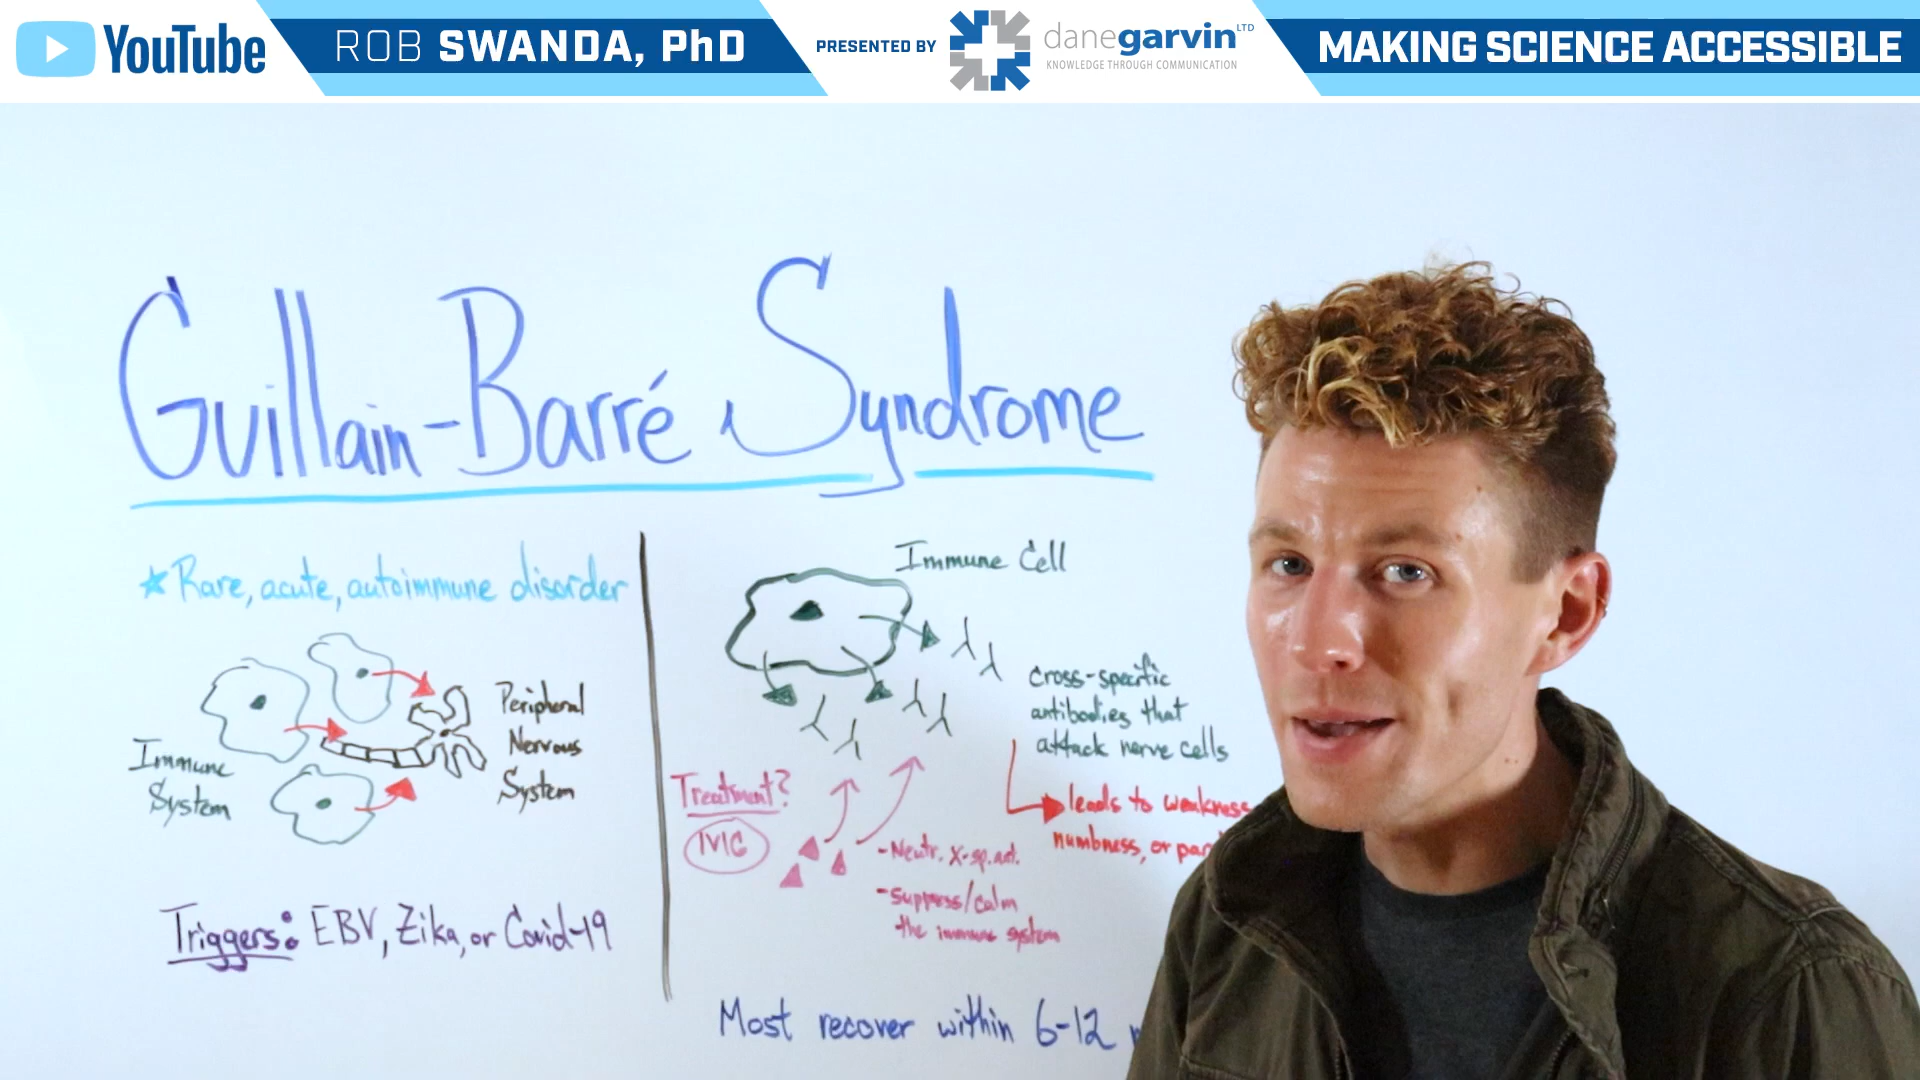 YouTube
ROB SWANDA, PhD
PRESENTED BY
danegarvin LTD
KNOWLEDGE THROUGH COMMUNICATION
MAKING SCIENCE ACCESSIBLE
Guillain-Barré Syndrome
★ Rare, acute, autoimmune disorder
Immune
System
Peripheral
Nervous
System
Triggers: EBV, Zika, or Covid-19
Immune Cell
cross-specific
antibodies that
attack nerve cells
leads to weakness
numbness, or par
Treatment?
IVIG
-Neutr. X-sp. ant.
-suppress/calm
the immune system
Most recover within 6-12